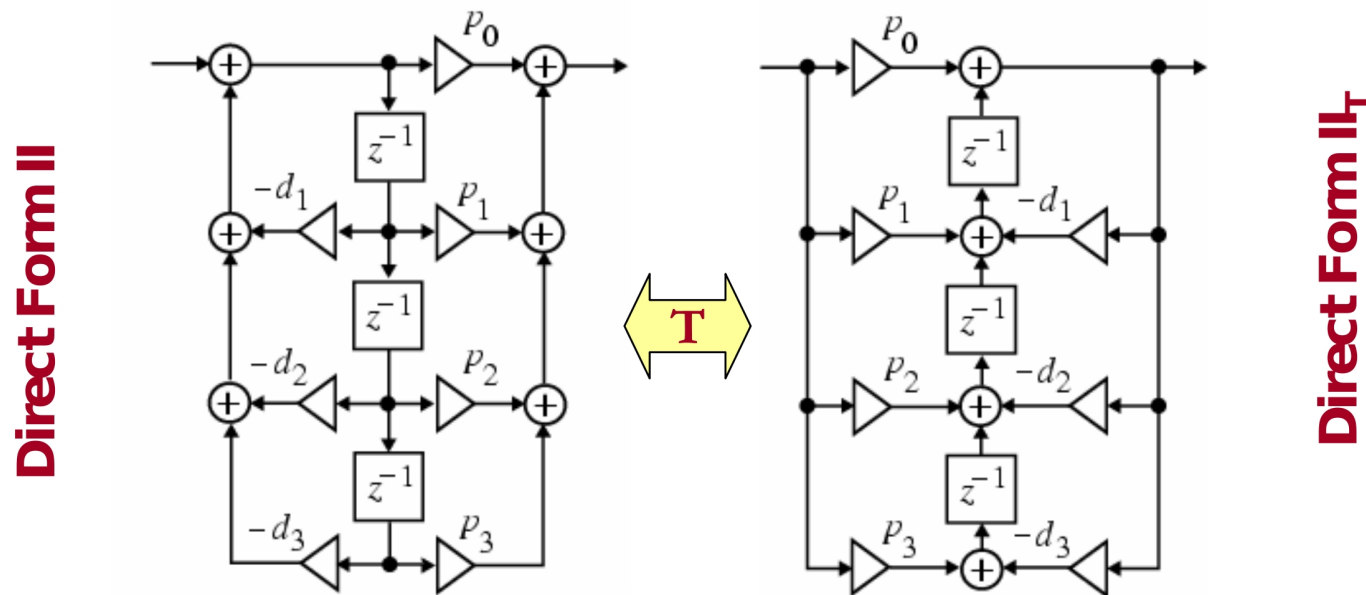 Direct Form II
p0
z−1
−d1
p1
z−1
−d2
p2
z−1
−d3
p3
+
+
+
+
+
+
T
p0
+
z−1
p1
+
−d1
z−1
p2
+
−d2
z−1
p3
+
−d3
Direct Form IIT